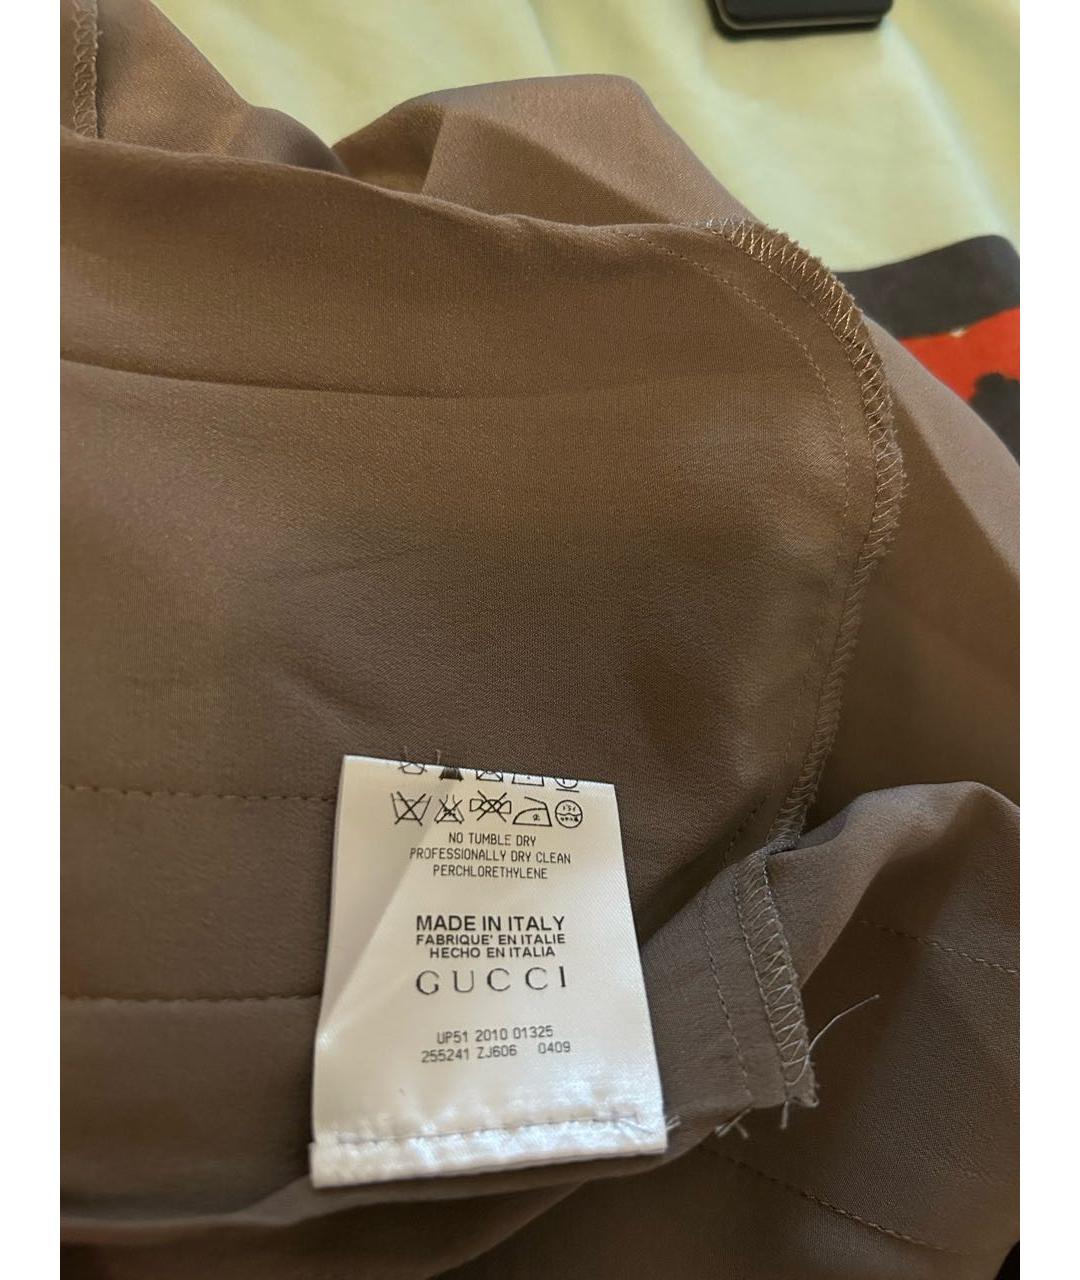 NO TUMBLE DRY
PROFESSIONALLY DRY CLEAN
PERCHLORETHYLENE
MADE IN ITALY
FABRIQUE' EN ITALIE
HECHO EN ITALIA
GUCCI
UP51 2010 01325
255241 ZJ606 0409